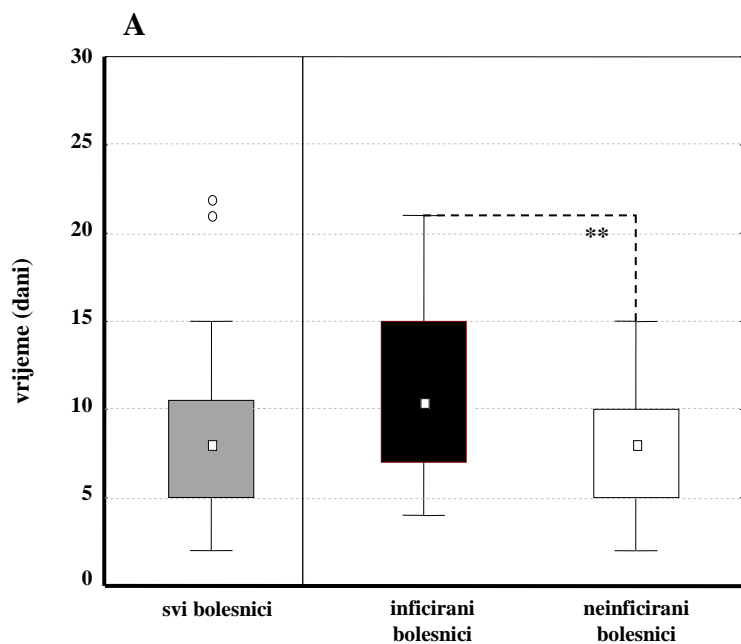 A
30
25
20
15
10
5
0
vrijeme (dani)
**
svi bolesnici
inficirani
bolesnici
neinficirani
bolesnici